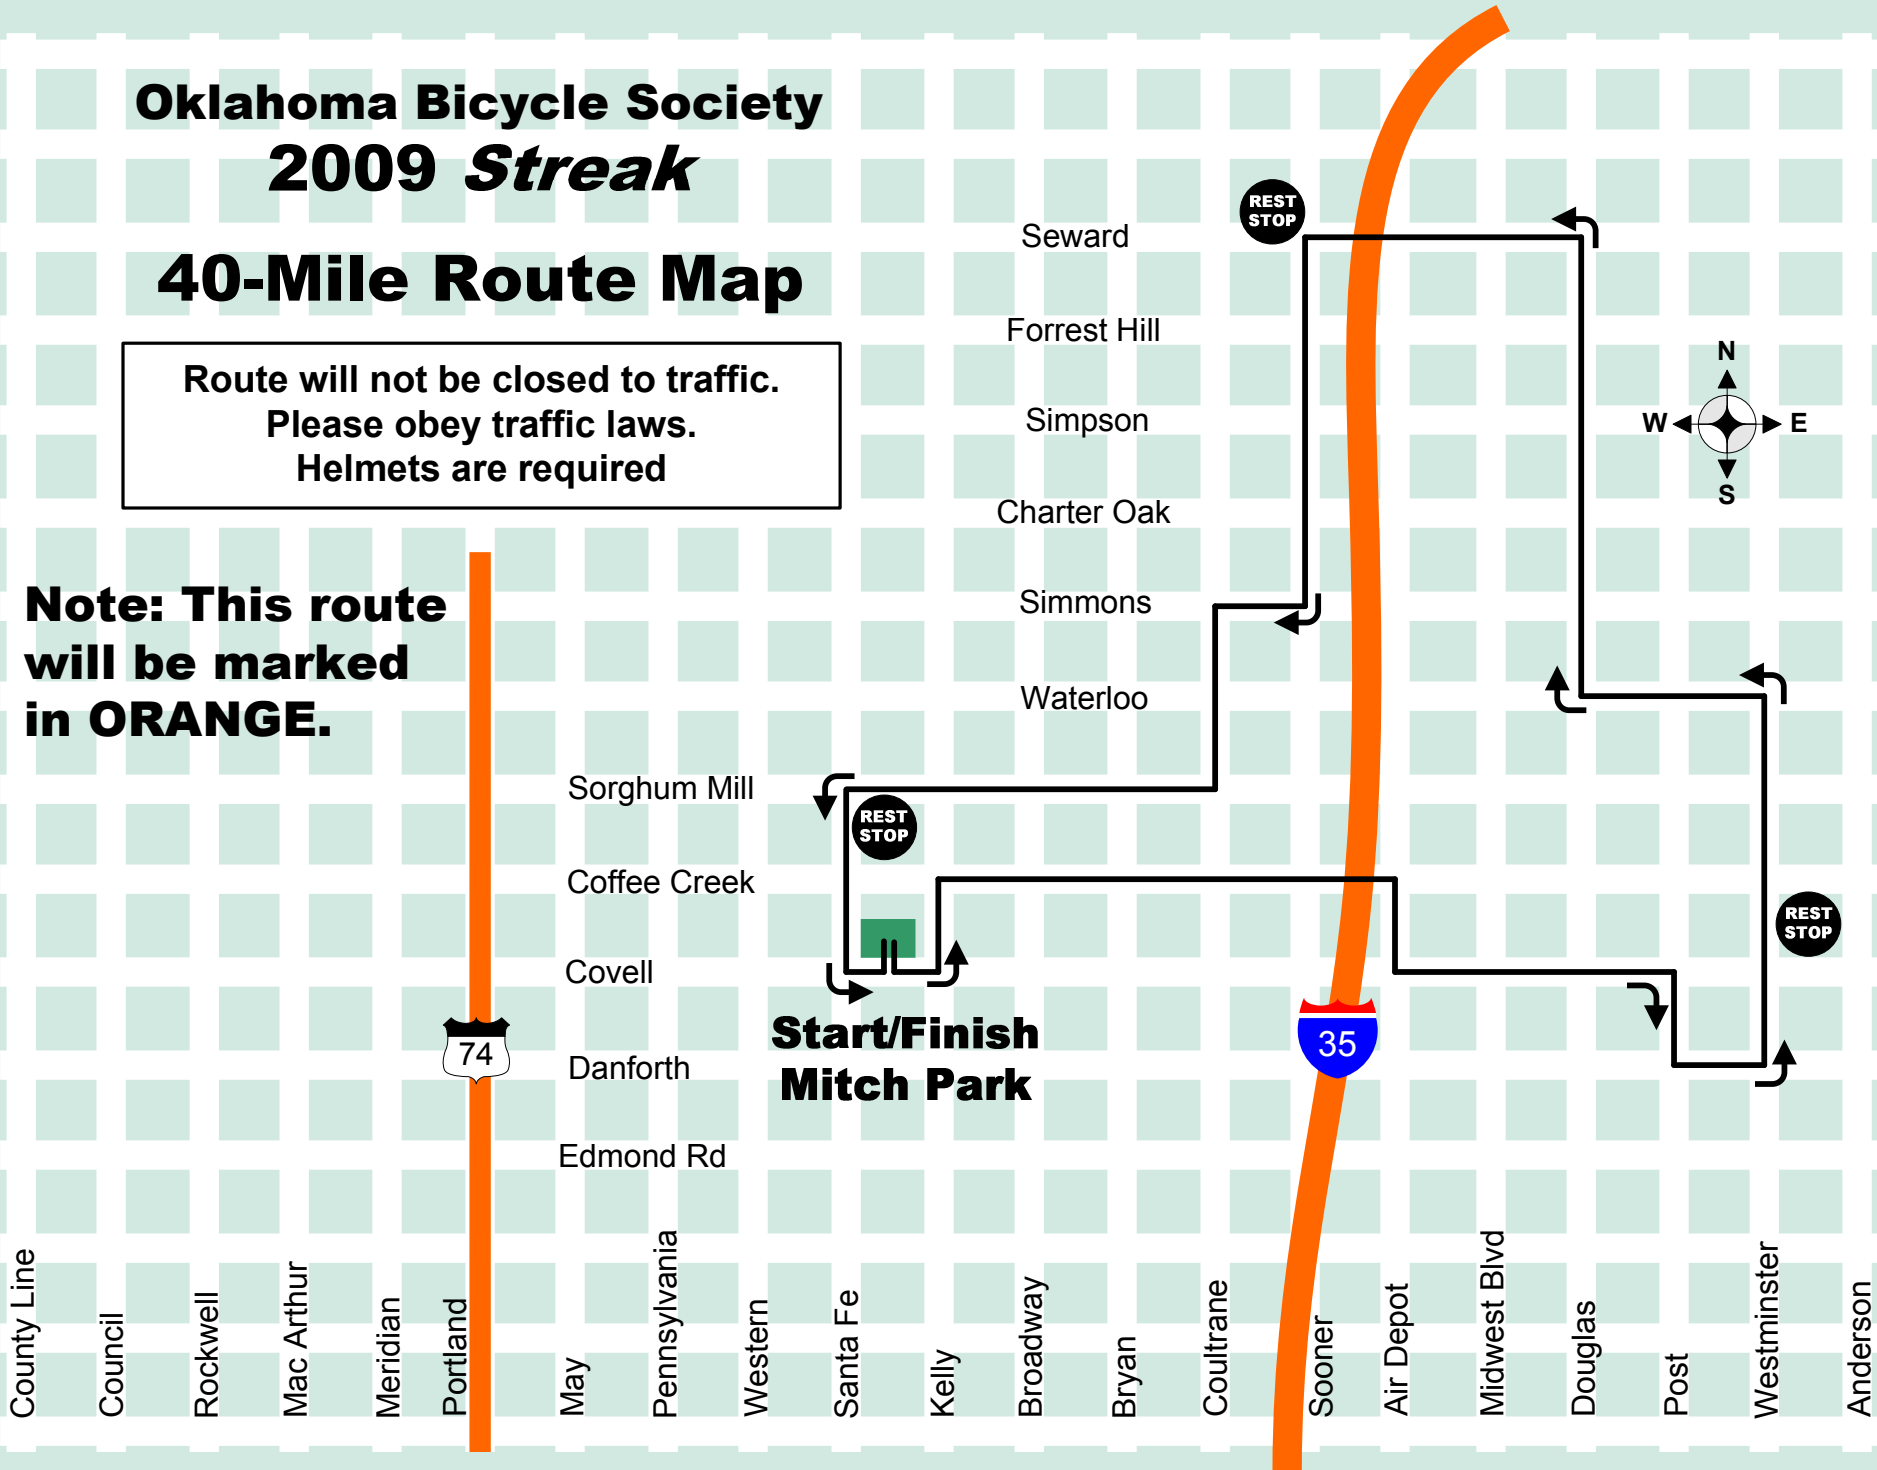 Oklahoma Bicycle Society
2009 Streak
40-Mile Route Map
Route will not be closed to traffic.
Please obey traffic laws.
Helmets are required
Note: This route
will be marked
in ORANGE.
REST
STOP
Seward
Forrest Hill
Simpson
Charter Oak
Simmons
Waterloo
N
W
E
S
Sorghum Mill
REST
STOP
Coffee Creek
REST
STOP
Covell
Start/Finish
Mitch Park
74
35
Danforth
Edmond Rd
County Line
Council
Rockwell
Mac Arthur
Meridian
Portland
May
Pennsylvania
Western
Santa Fe
Kelly
Broadway
Bryan
Coultrane
Sooner
Air Depot
Midwest Blvd
Douglas
Post
Westminster
Anderson